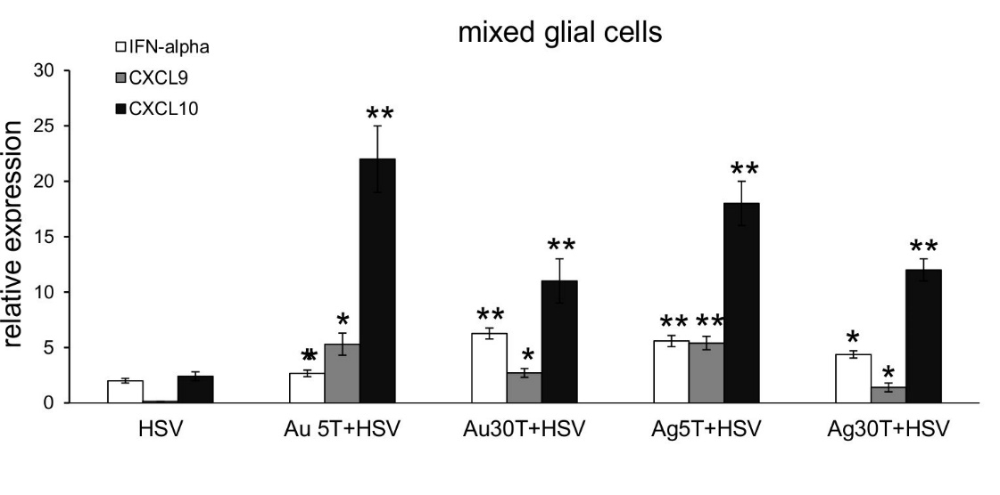 mixed glial cells
IFN-alpha
CXCL9
CXCL10
relative expression
30
25
20
15
10
5
0
**
*
**
**
*
**
**
**
**
*
*
**
HSV
Au 5T+HSV
Au30T+HSV
Ag5T+HSV
Ag30T+HSV